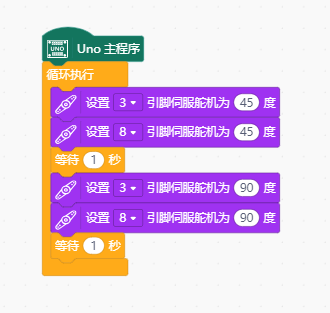 UNO Uno 主程序
循环执行
设置 3 引脚伺服舵机为 45 度
设置 8 引脚伺服舵机为 45 度
等待 1 秒
设置 3 引脚伺服舵机为 90 度
设置 8 引脚伺服舵机为 90 度
等待 1 秒